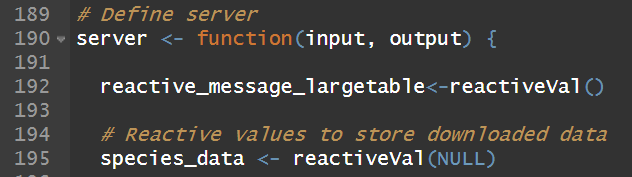 189 # Define server
190 server <- function(input, output) {
191
192 reactive_message_largetable<-reactiveVal()
193
194 # Reactive values to store downloaded data
195 species_data <- reactiveVal(NULL)